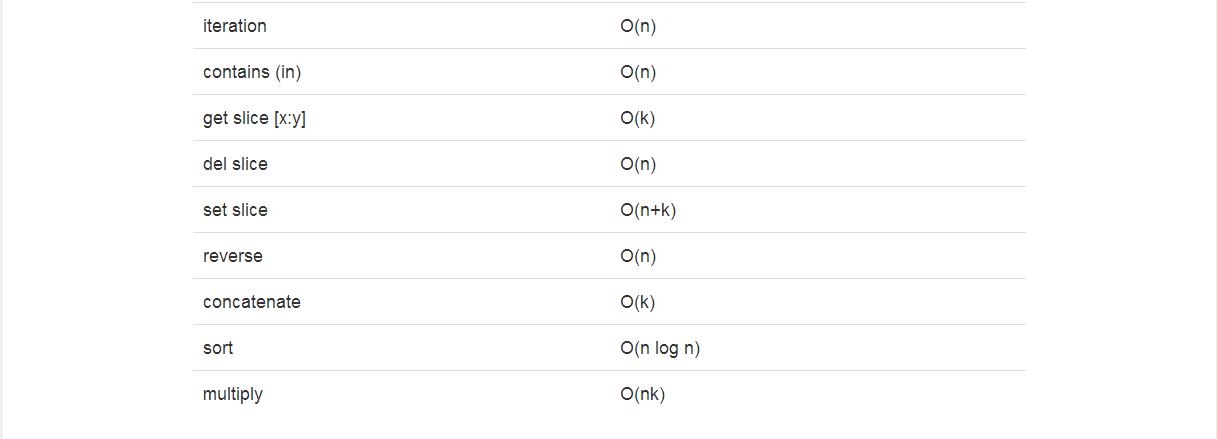 iteration O(n)
contains (in) O(n)
get slice [x:y] O(k)
del slice O(n)
set slice O(n+k)
reverse O(n)
concatenate O(k)
sort O(n log n)
multiply O(nk)